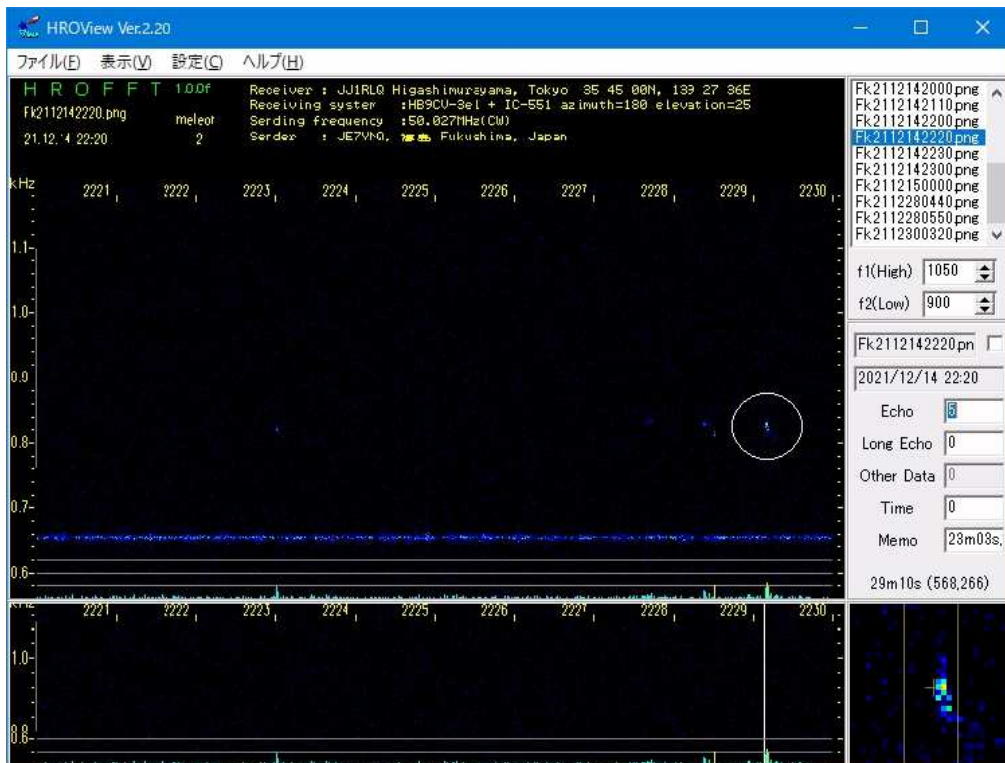 HROView Ver.2.20
ファイル(F) 表示(V) 設定(C) ヘルプ(H)
H R O F F T 1.0.0f
Fk2112142220.png meleot
21.12.14 22:20 2
Receiver : JJ1RLQ Higashimurayama, Tokyo 35 45 00N, 139 27 36E
Receiving syster :HB9CV-3el + IC-551 azimuth=180 elevation=25
Serding frequency :50.027MHz(CW)
Serder : JE7YNQ, Fukushima, Japan
kHz 2221 2222 2223 2224 2225 2226 2227 2228 2229 2230
1.1
1.0
0.9
0.8
0.7
0.6
kHz 2221 2222 2223 2224 2225 2226 2227 2228 2229 2230
1.0
Fk2112142000.png
Fk2112142110.png
Fk2112142200.png
Fk2112142220.png
Fk2112142230.png
Fk2112142300.png
Fk2112150000.png
Fk2112280440.png
Fk2112280550.png
Fk2112300320.png
f1(High) 1050
f2(Low) 900
Fk2112142220.pn
2021/12/14 22:20
Echo 5
Long Echo 0
Other Data 0
Time 0
Memo 23m03s,
29m10s (568,266)